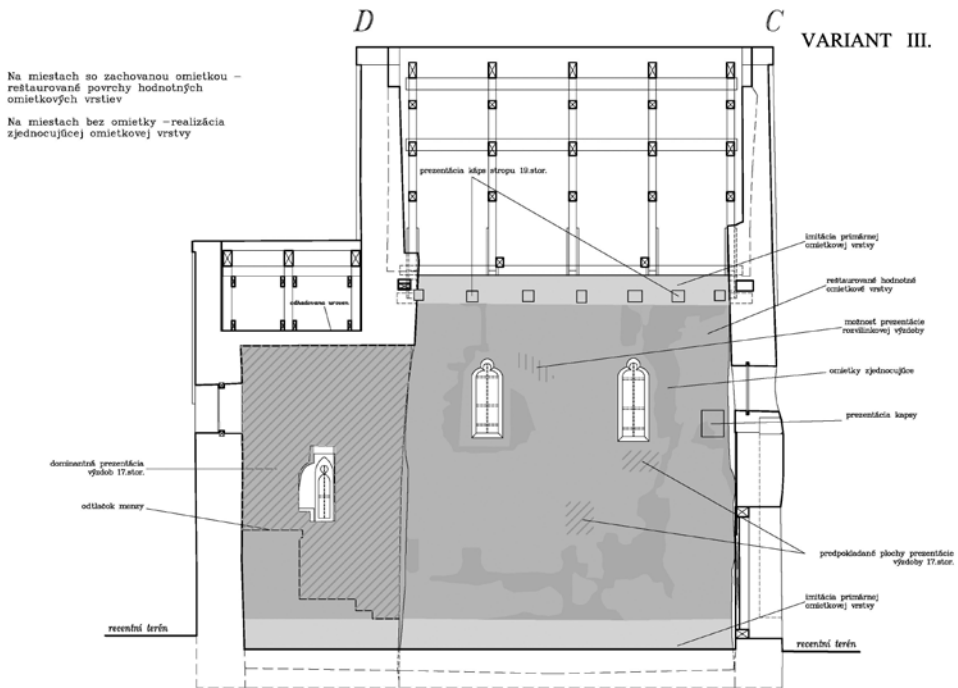 D
C
VARIANT III.
Na miestach so zachovanou omietkou –
reštaurované povrchy hodnotných
omietkových vrstiev
Na miestach bez omietky –realizácia
zjednocujúcej omietkovej vrstvy
prezentácia káps stropu 19.stor.
imitácia primárnej
omietkovej vrstvy
reštaurované hodnotné
omietkové vrstvy
možnosť prezentácie
rozvilinkovej výzdoby
omietky zjednocujúce
prezentácia kapsy
dominantná prezentácia
výzdob 17.stor.
odtlačok menzy
predpokladané plochy prezentácie
výzdoby 17.stor.
imitácia primárnej
omietkovej vrstvy
recentní terén
recentní terén